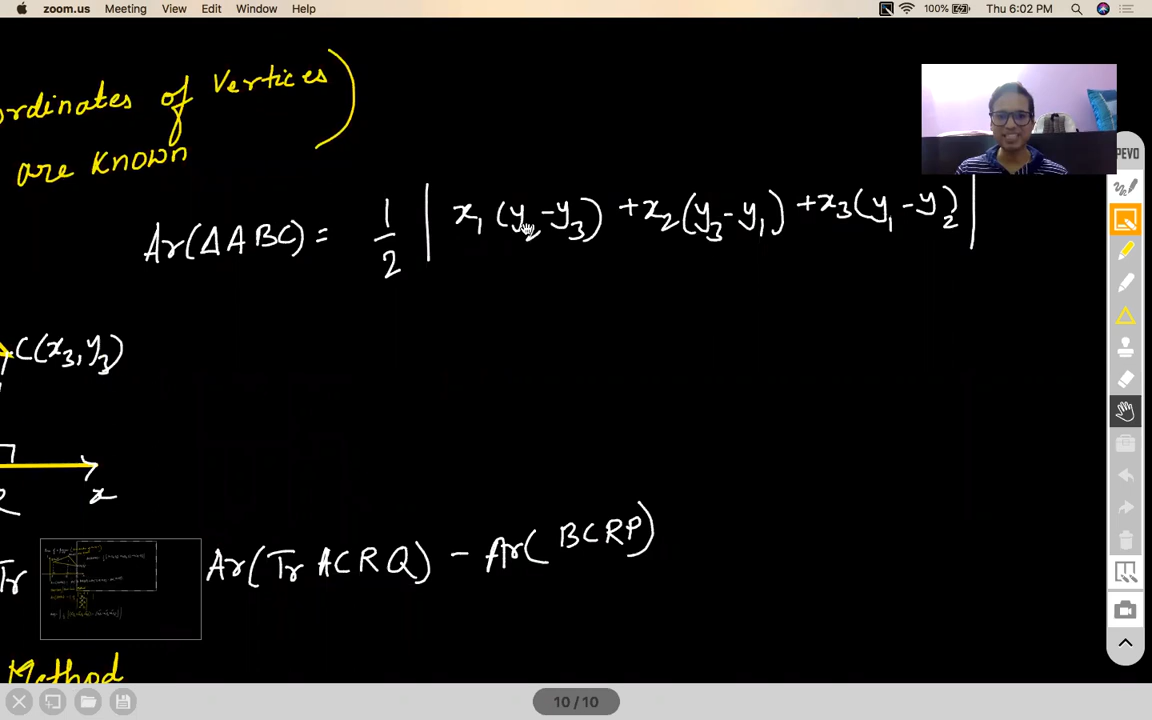 zoom.us Meeting View Edit Window Help 100% Thu 6:02 PM
ordinates of Vertices)
are known
Ar(ΔABC) = 1/2 | x₁(y₂-y₃) + x₂(y₃-y₁) + x₃(y₁-y₂) |
C(x₃, y₃)
x
Tr Ar(Tr ACRQ) - Ar( BCRP)
Method
10 / 10